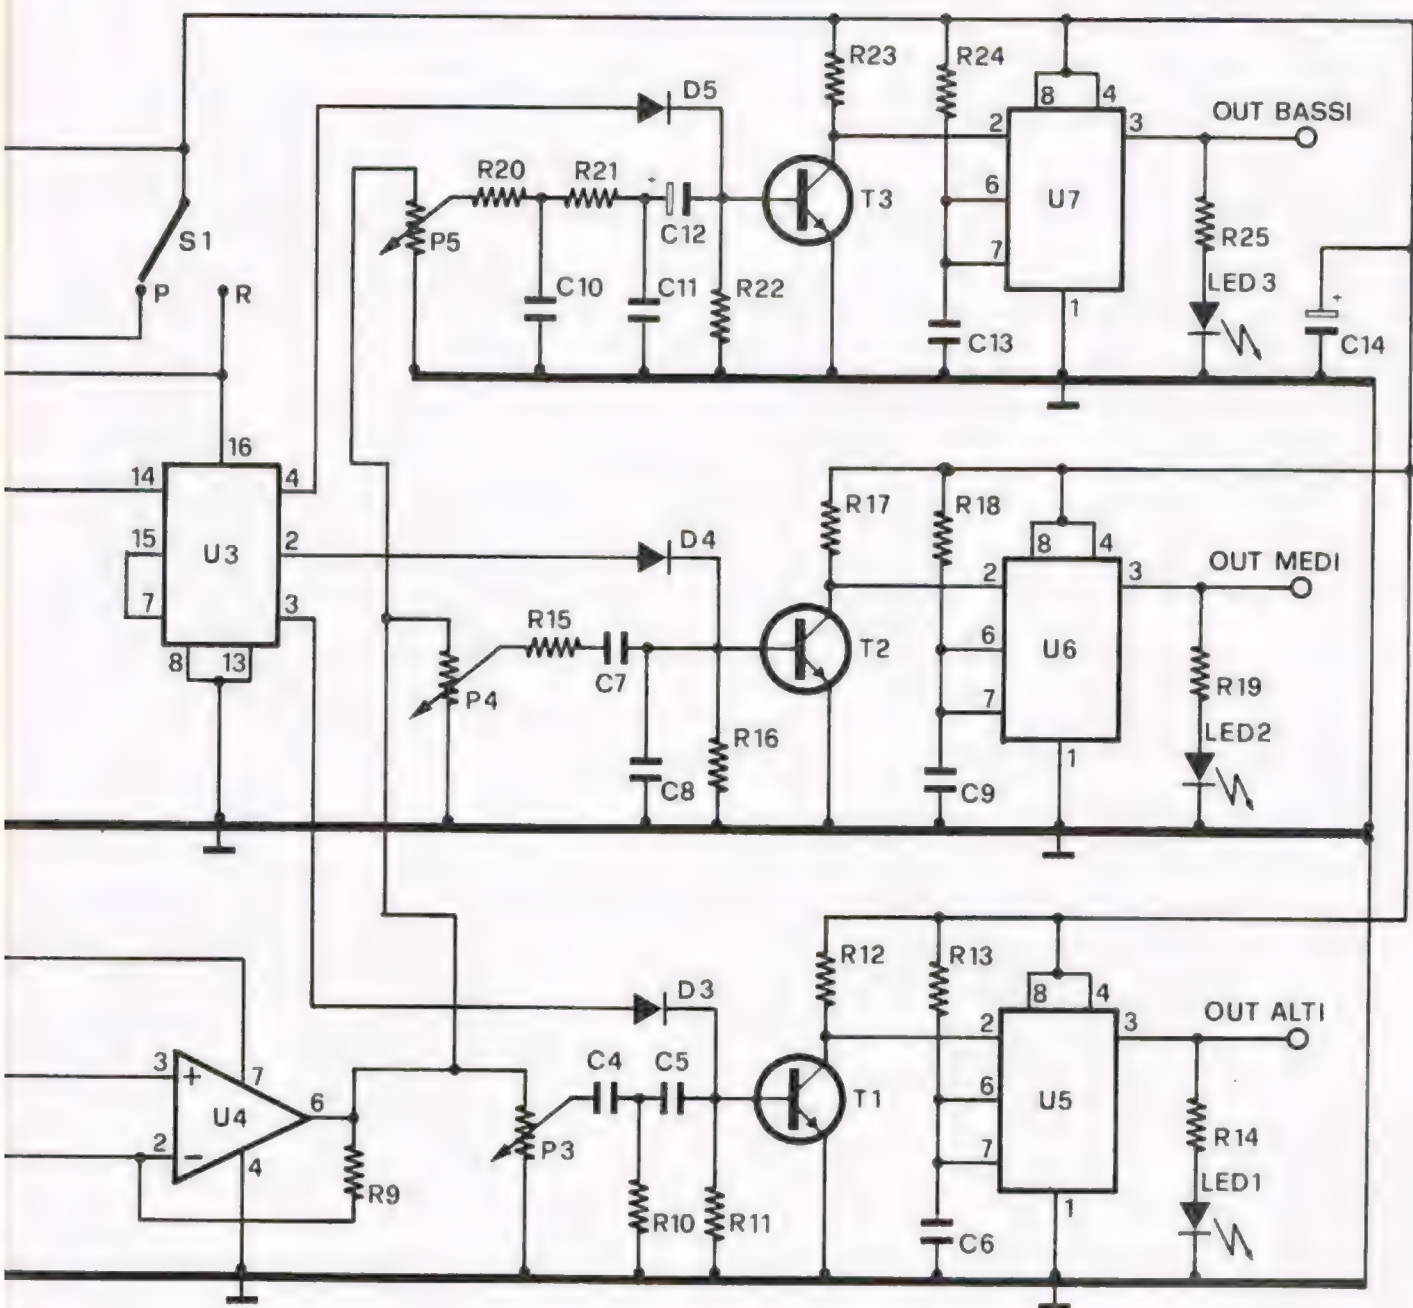 R23
R24
8
4
D5
2
3
OUT BASSI
R20
R21
+
T3
6
U7
S1
P5
C12
7
R25
P
R
C10
C11
R22
LED 3
1
+
C13
C14
16
14
4
R17
R18
15
U3
2
D4
8
4
OUT MEDI
2
3
7
3
R15
T2
6
U6
8
13
C7
P4
7
R19
R16
LED2
C8
1
C9
R12
R13
D3
8
4
OUT ALTI
2
3
3
+
7
C4
C5
U4
6
T1
6
U5
2
−
4
P3
7
R14
R9
LED1
R10
R11
1
C6